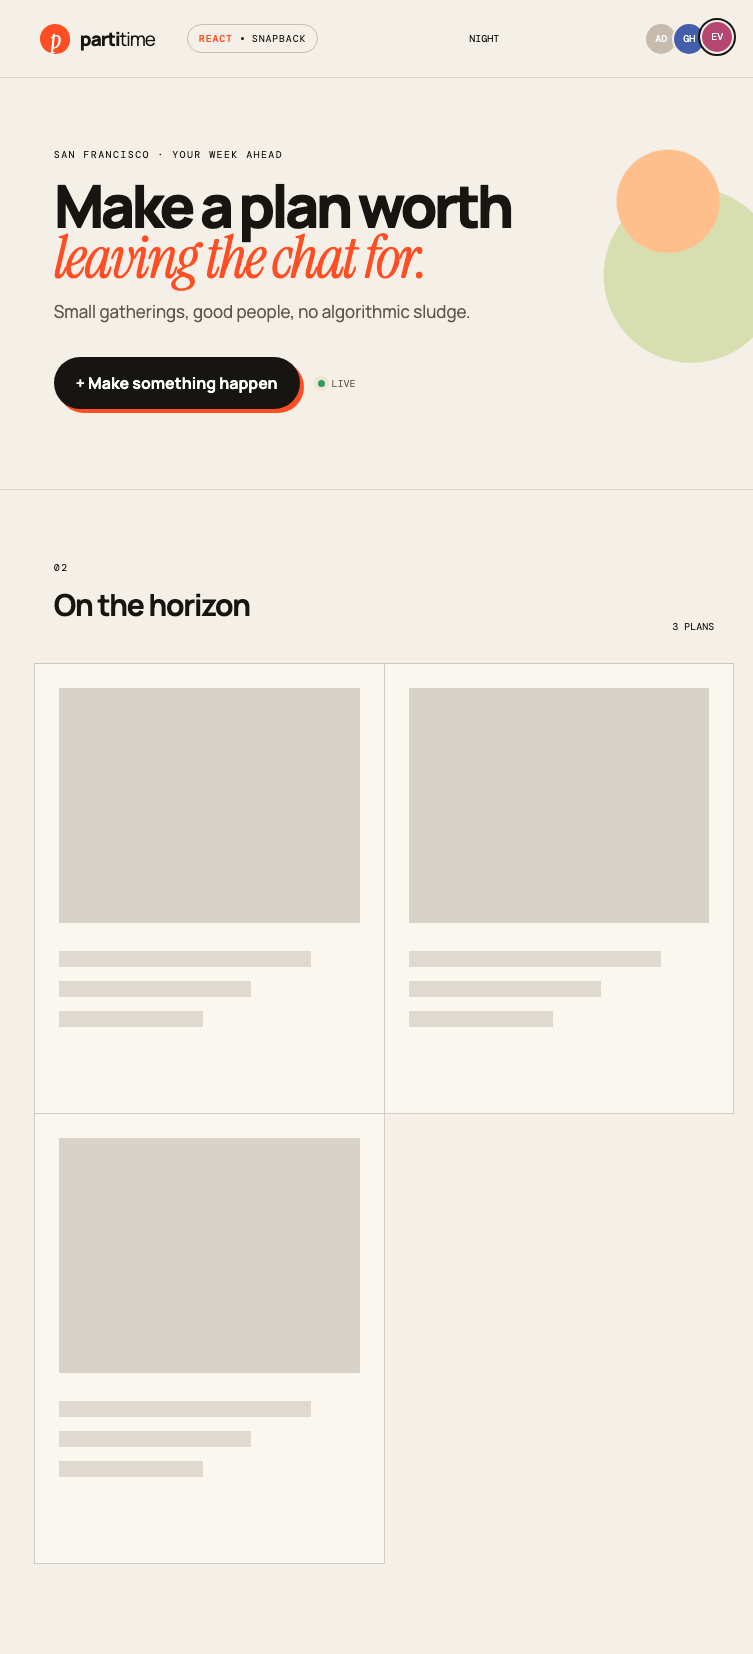 p partitime
REACT • SNAPBACK
NIGHT
AD GH EV
SAN FRANCISCO · YOUR WEEK AHEAD
Make a plan worth
leaving the chat for.
Small gatherings, good people, no algorithmic sludge.
+ Make something happen
LIVE
02
On the horizon
3 PLANS